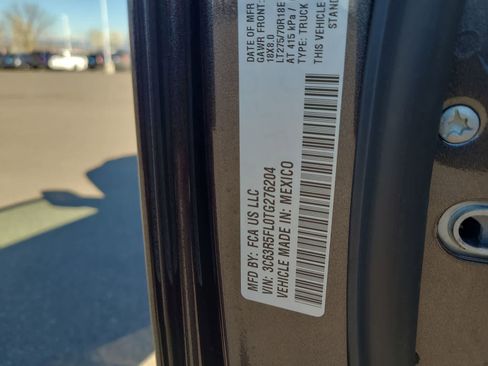 DATE OF MFR
GAWR FRONT:
18X8.0
LT275/70R18E
AT 415 kPa /
TYPE: TRUCK
THIS VEHICLE
STAND
MFD BY: FCA US LLC
VIN: 3C63R5FL0TG276204
VEHICLE MADE IN: MEXICO